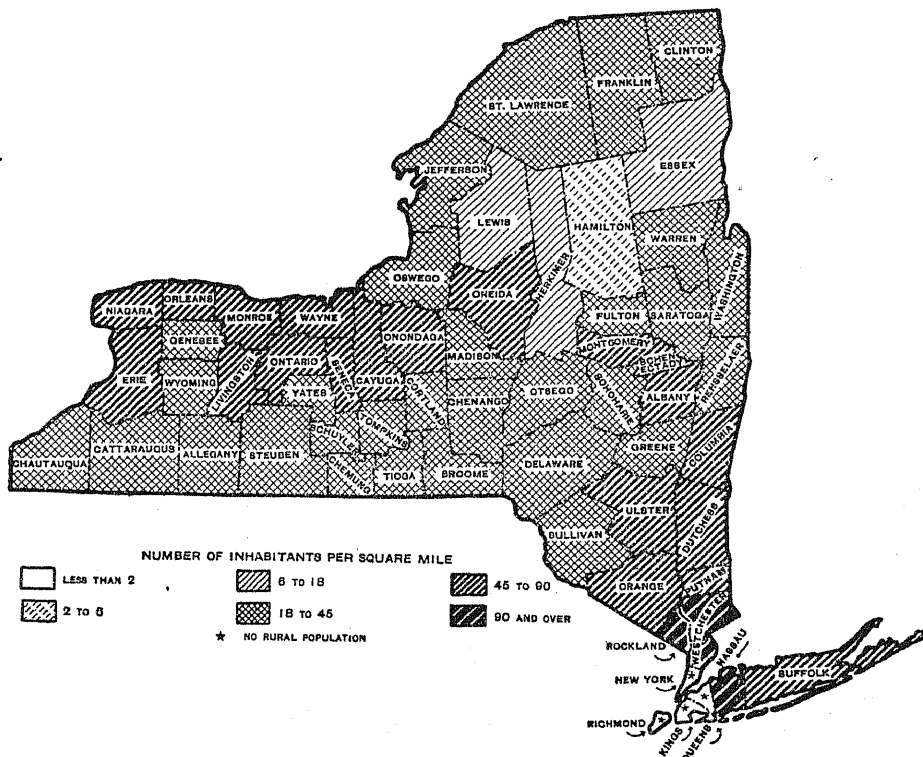 CLINTON
FRANKLIN
ST. LAWRENCE
ESSEX
JEFFERSON
LEWIS
HAMILTON
WARREN
HERKIMER
WASHINGTON
OSWEGO
ONEIDA
FULTON
SARATOGA
NIAGARA
ORLEANS
MONROE
WAYNE
ONONDAGA
MONTGOMERY
GENESEE
MADISON
SCHEN-
ECTADY
ONTARIO
SENECA
CAYUGA
RENSSELAER
ERIE
WYOMING
LIVINGSTON
YATES
CORTLAND
CHENANGO
OTSEGO
SCHOHARIE
ALBANY
SCHUYLER
TOMPKINS
GREENE
COLUMBIA
CHAUTAUQUA
CATTARAUGUS
ALLEGANY
STEUBEN
CHEMUNG
TIOGA
BROOME
DELAWARE
ULSTER
DUTCHESS
SULLIVAN
ORANGE
PUTNAM
WESTCHESTER
NUMBER OF INHABITANTS PER SQUARE MILE
LESS THAN 2
6 TO 18
45 TO 90
2 TO 6
18 TO 45
90 AND OVER
★ NO RURAL POPULATION
ROCKLAND
NASSAU
NEW YORK
SUFFOLK
RICHMOND
KINGS
QUEENS